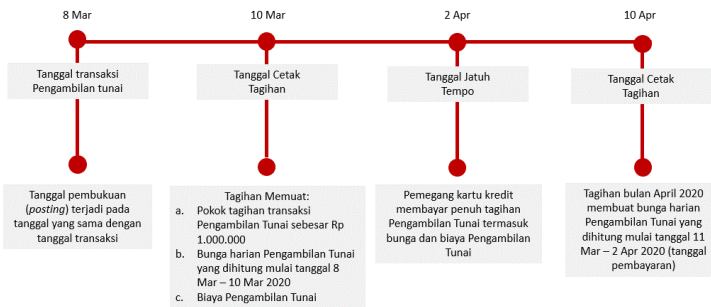 8 Mar
10 Mar
2 Apr
10 Apr
Tanggal transaksi
Pengambilan tunai
Tanggal Cetak
Tagihan
Tanggal Jatuh
Tempo
Tanggal Cetak
Tagihan
Tanggal pembukuan
(posting) terjadi pada
tanggal yang sama dengan
tanggal transaksi
Tagihan Memuat:
a. Pokok tagihan transaksi
Pengambilan Tunai sebesar Rp
1.000.000
b. Bunga harian Pengambilan Tunai
yang dihitung mulai tanggal 8
Mar – 10 Mar 2020
c. Biaya Pengambilan Tunai
Pemegang kartu kredit
membayar penuh tagihan
Pengambilan Tunai termasuk
bunga dan biaya Pengambilan
Tunai
Tagihan bulan April 2020
membuat bunga harian
Pengambilan Tunai yang
dihitung mulai tanggal 11
Mar – 2 Apr 2020 (tanggal
pembayaran)